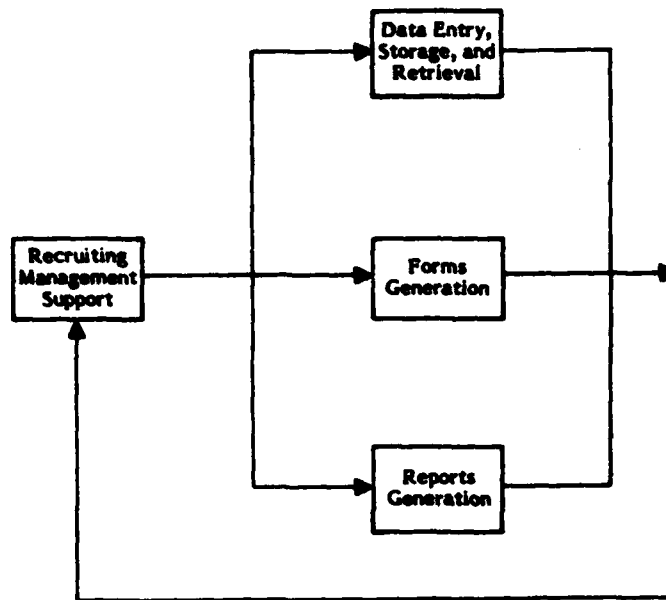 Data Entry,
Storage, and
Retrieval
Recruiting
Management
Support
Forms
Generation
Reports
Generation